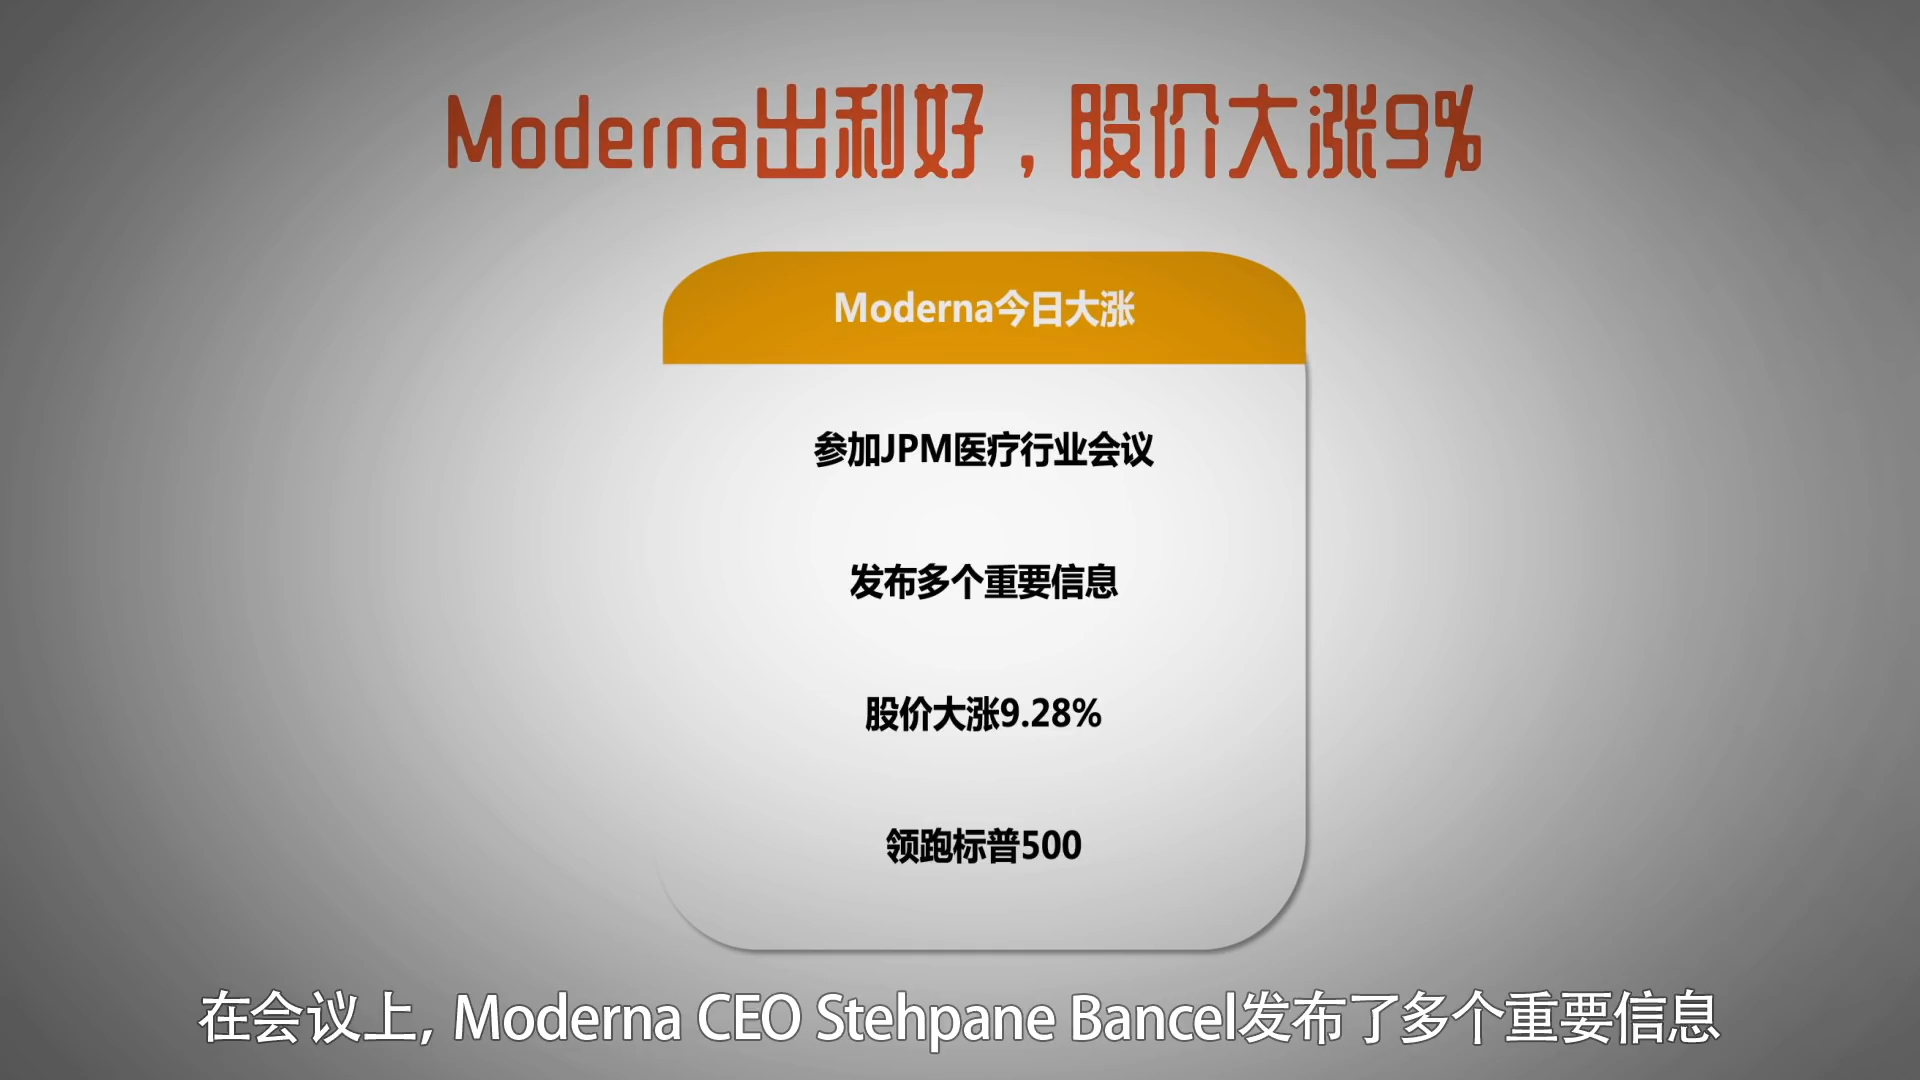 Moderna出利好，股价大涨9%
Moderna今日大涨
参加JPM医疗行业会议
发布多个重要信息
股价大涨9.28%
领跑标普500
在会议上, Moderna CEO Stehpane Bancel发布了多个重要信息